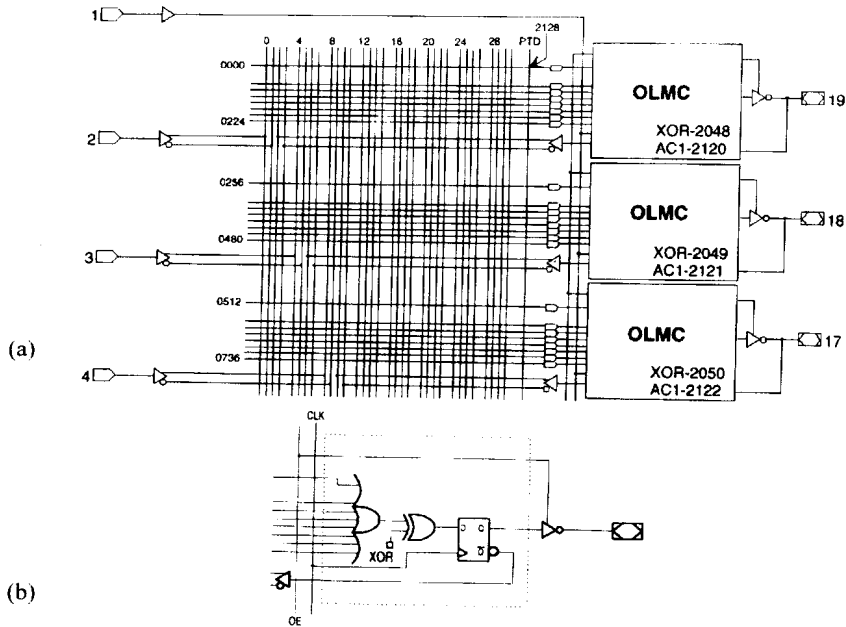 1
2128
0 4 8 12 16 20 24 28 PTD
0000
OLMC
19
0224
XOR-2048
2
AC1-2120
0256
OLMC
18
0480
XOR-2049
3
AC1-2121
0512
OLMC
17
(a)
0736
XOR-2050
4
AC1-2122
CLK
Q
XOR
Q
(b)
OE